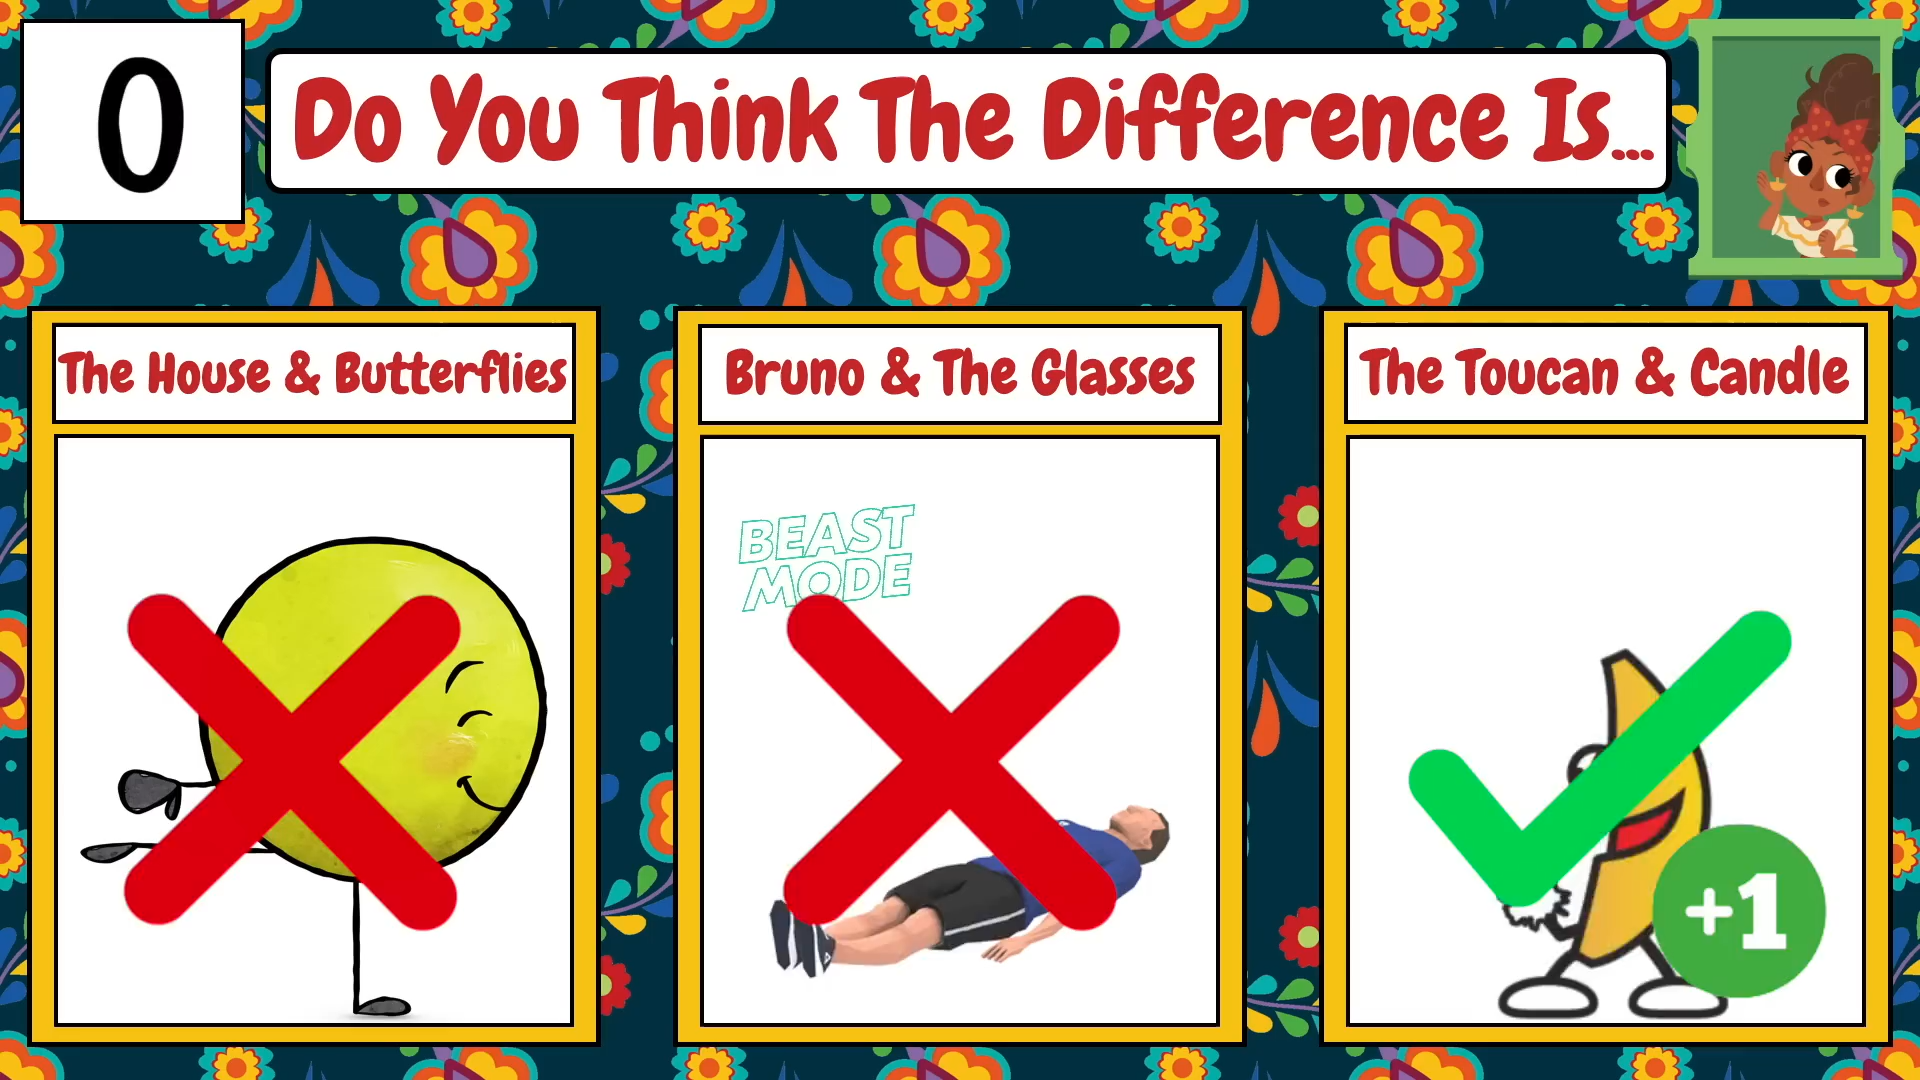 0
Do You Think The Difference Is...
The House & Butterflies
Bruno & The Glasses
The Toucan & Candle
BEAST
MODE
+1